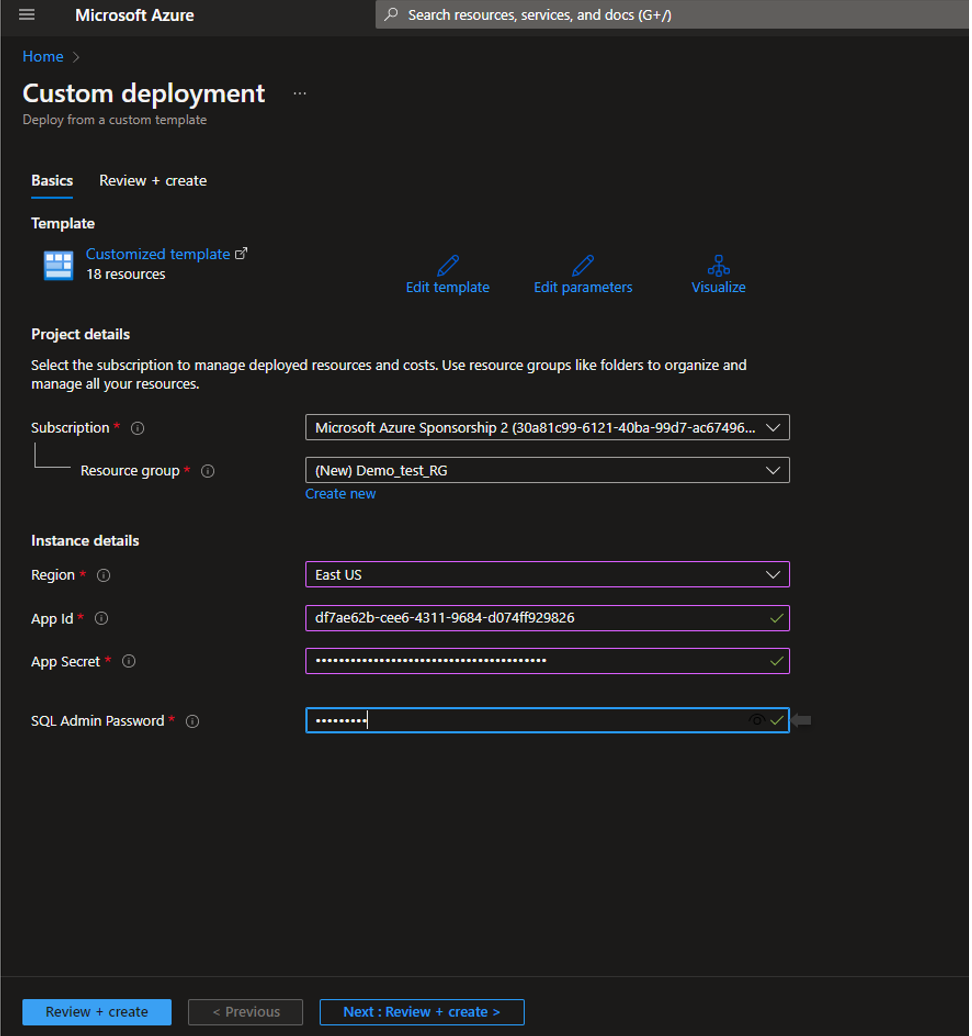 Microsoft Azure
Search resources, services, and docs (G+/)
Home >
Custom deployment ...
Deploy from a custom template
Basics Review + create
Template
Customized template
18 resources
Edit template Edit parameters Visualize
Project details
Select the subscription to manage deployed resources and costs. Use resource groups like folders to organize and
manage all your resources.
Subscription *
Microsoft Azure Sponsorship 2 (30a81c99-6121-40ba-99d7-ac67496...
Resource group *
(New) Demo_test_RG
Create new
Instance details
Region *
East US
App Id *
df7ae62b-cee6-4311-9684-d074ff929826
App Secret *
••••••••••••••••••••••••••••••••••••••••
SQL Admin Password *
•••••••••
Review + create
< Previous
Next : Review + create >